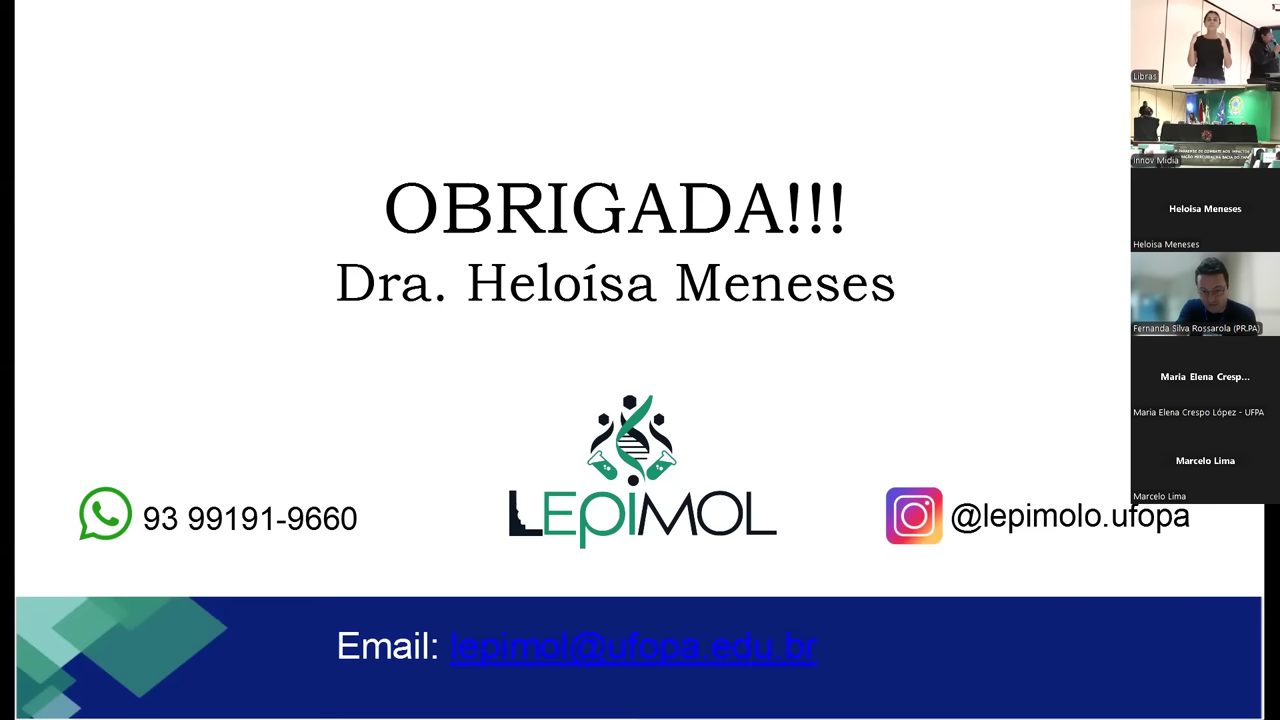 OBRIGADA!!!
Dra. Heloísa Meneses
LEPIMOL
93 99191-9660
@lepimolo.ufopa
Email: lepimol@ufopa.edu.br
Libras
Innov Midia
Heloisa Meneses
Heloisa Meneses
Fernanda Silva Rossarola (PR.PA)
Maria Elena Cresp...
Maria Elena Crespo López - UFPA
Marcelo Lima
Marcelo Lima